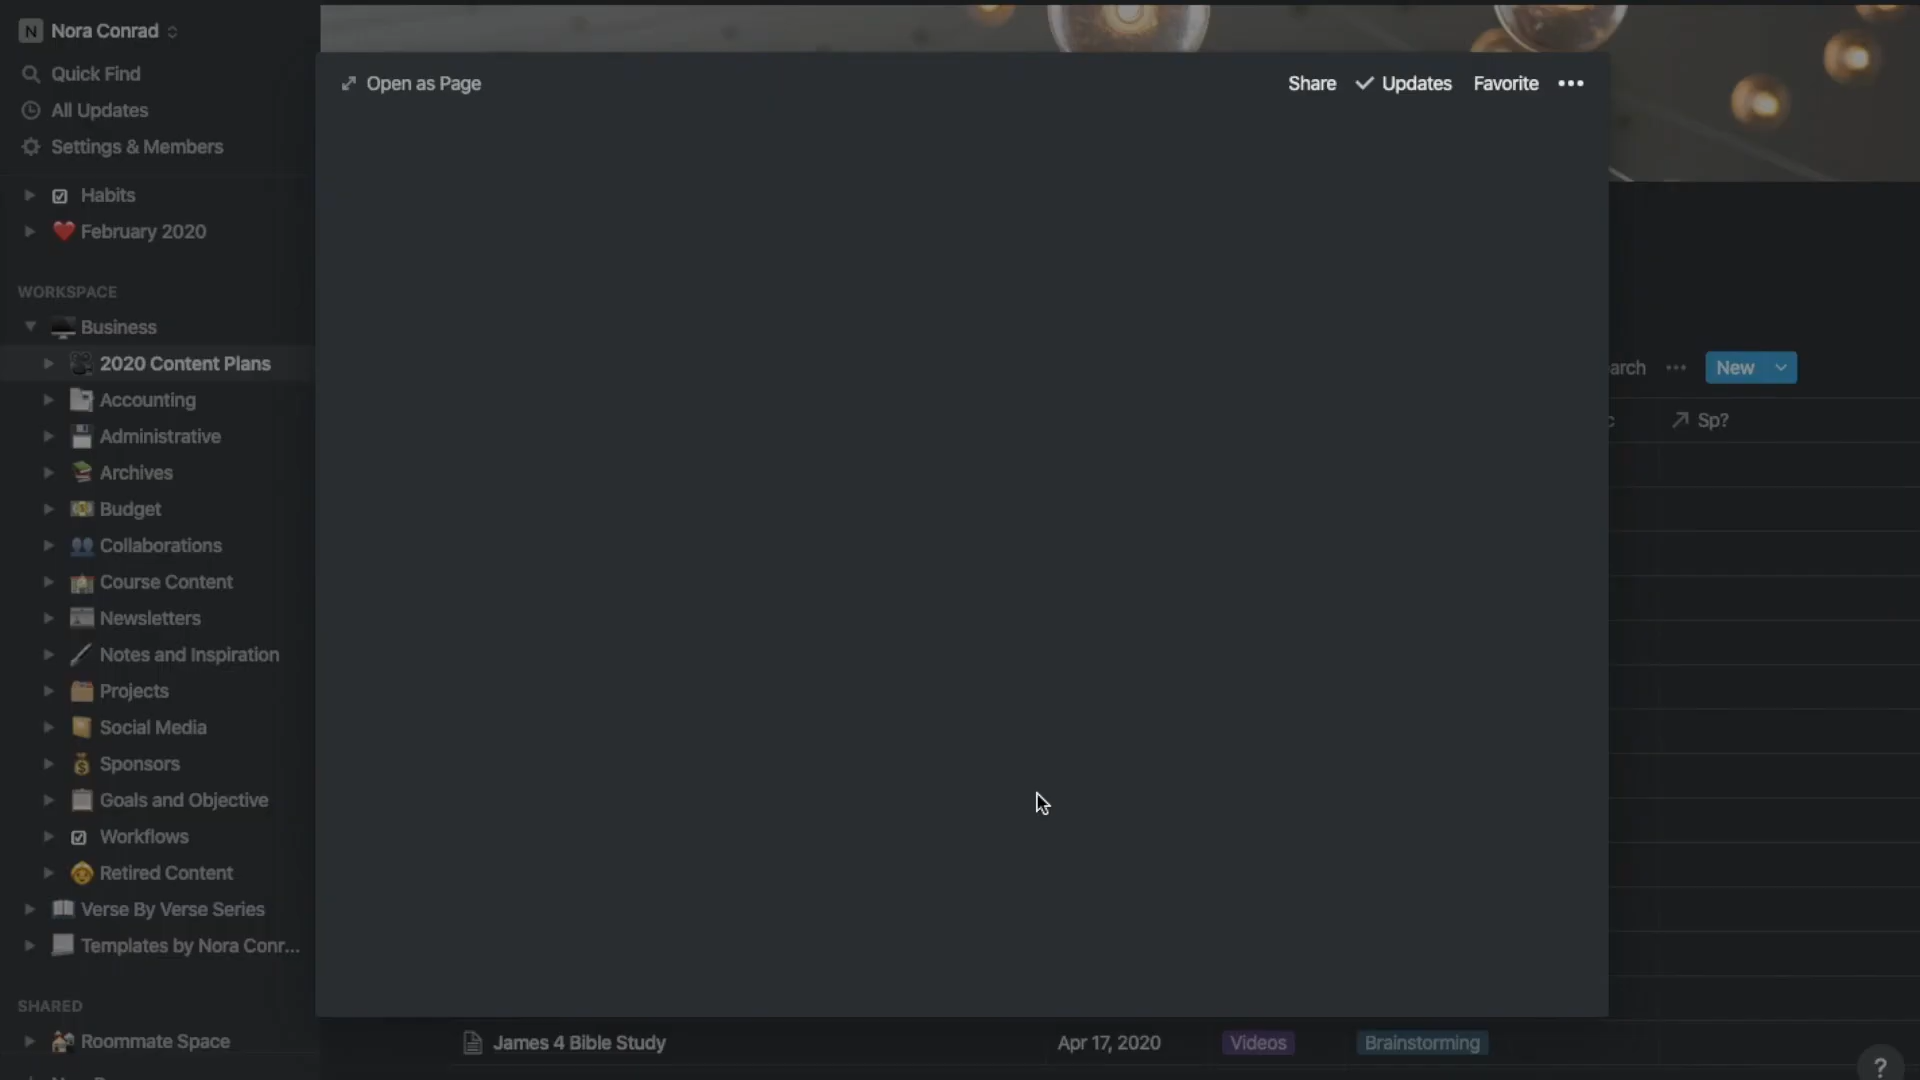 N Nora Conrad
Quick Find
All Updates
Settings & Members
Habits
February 2020
WORKSPACE
Business
2020 Content Plans
Accounting
Administrative
Archives
Budget
Collaborations
Course Content
Newsletters
Notes and Inspiration
Projects
Social Media
Sponsors
Goals and Objective
Workflows
Retired Content
Verse By Verse Series
Templates by Nora Conr...
SHARED
Roommate Space
Open as Page
Share Updates Favorite •••
arch ••• New
c Sp?
James 4 Bible Study Apr 17, 2020 Videos Brainstorming
?